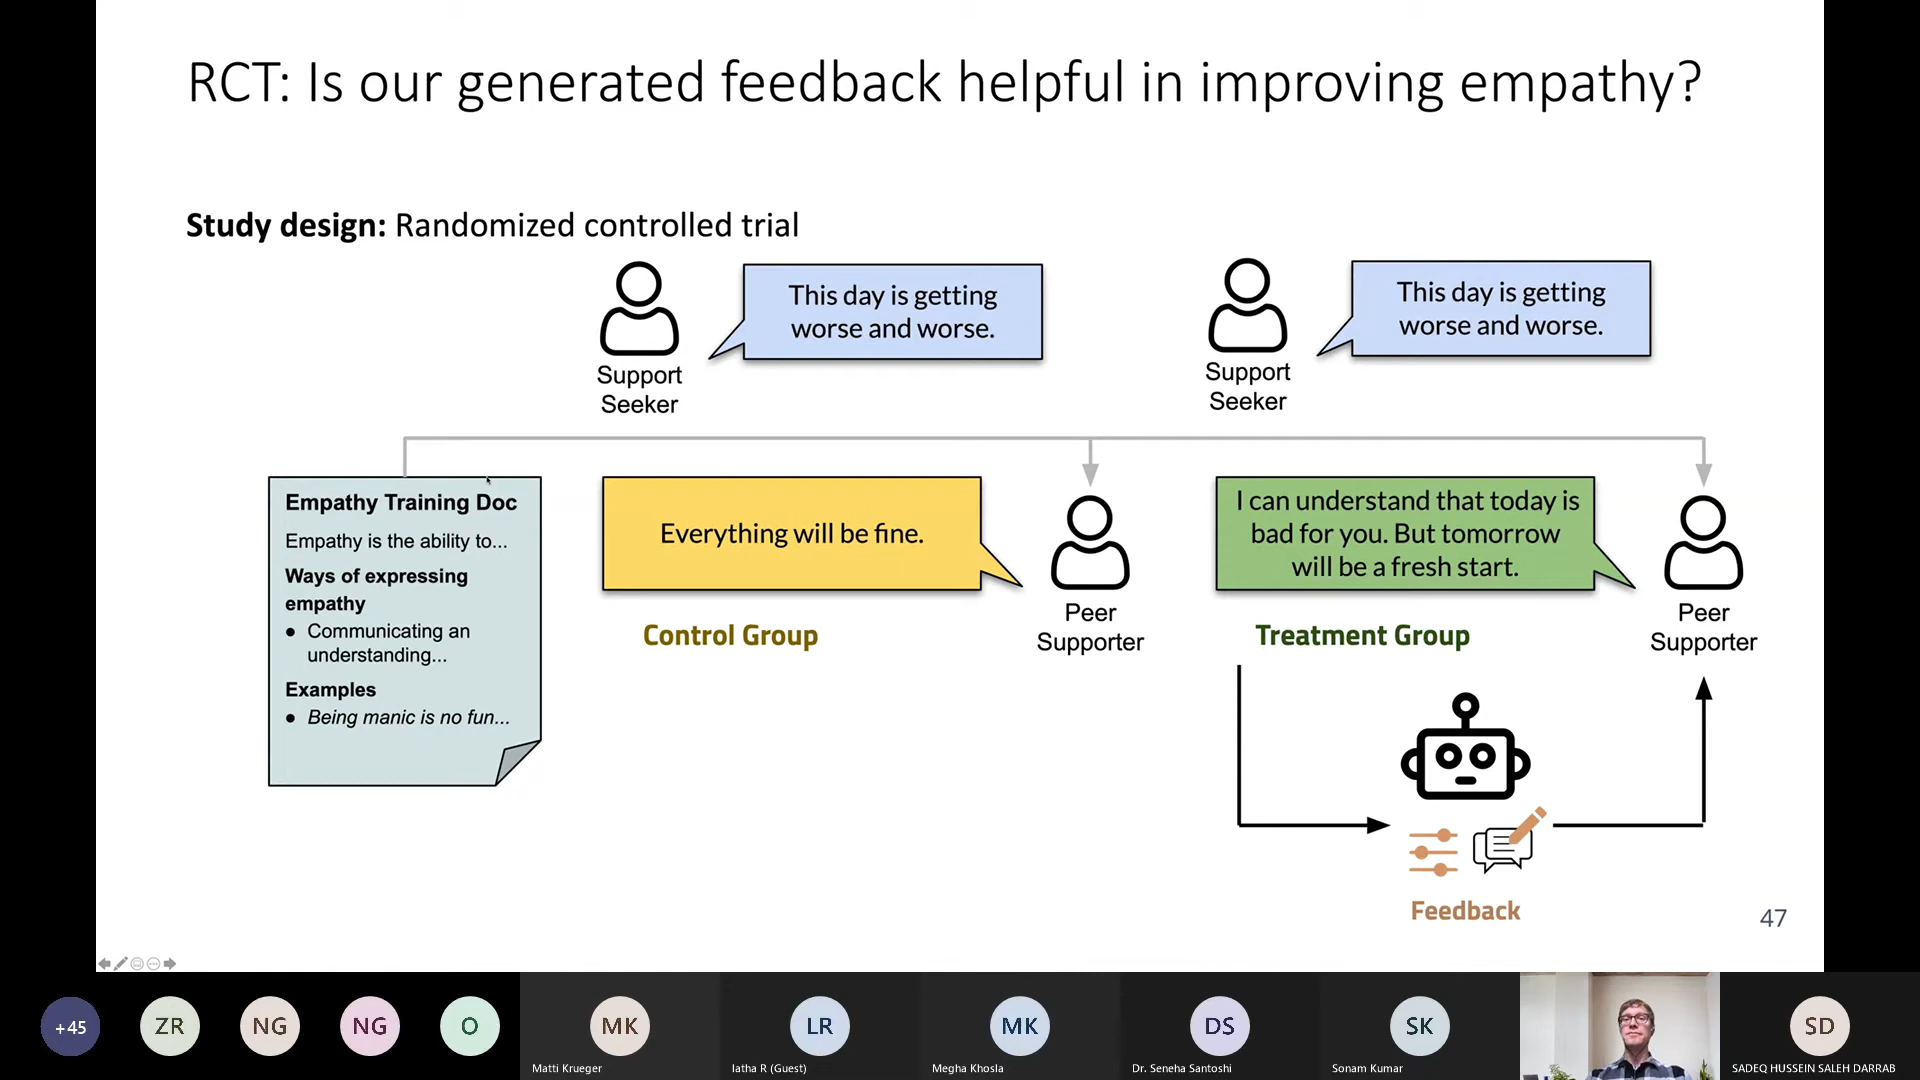 RCT: Is our generated feedback helpful in improving empathy?
Study design: Randomized controlled trial
This day is getting
worse and worse.
Support
Seeker
This day is getting
worse and worse.
Support
Seeker
Empathy Training Doc
Empathy is the ability to...
Ways of expressing
empathy
● Communicating an
understanding...
Examples
● Being manic is no fun...
Everything will be fine.
Control Group
Peer
Supporter
I can understand that today is
bad for you. But tomorrow
will be a fresh start.
Treatment Group
Peer
Supporter
Feedback
47
+45
ZR
NG
NG
O
MK
Matti Krueger
LR
latha R (Guest)
MK
Megha Khosla
DS
Dr. Seneha Santoshi
SK
Sonam Kumar
SD
SADEQ HUSSEIN SALEH DARRAB